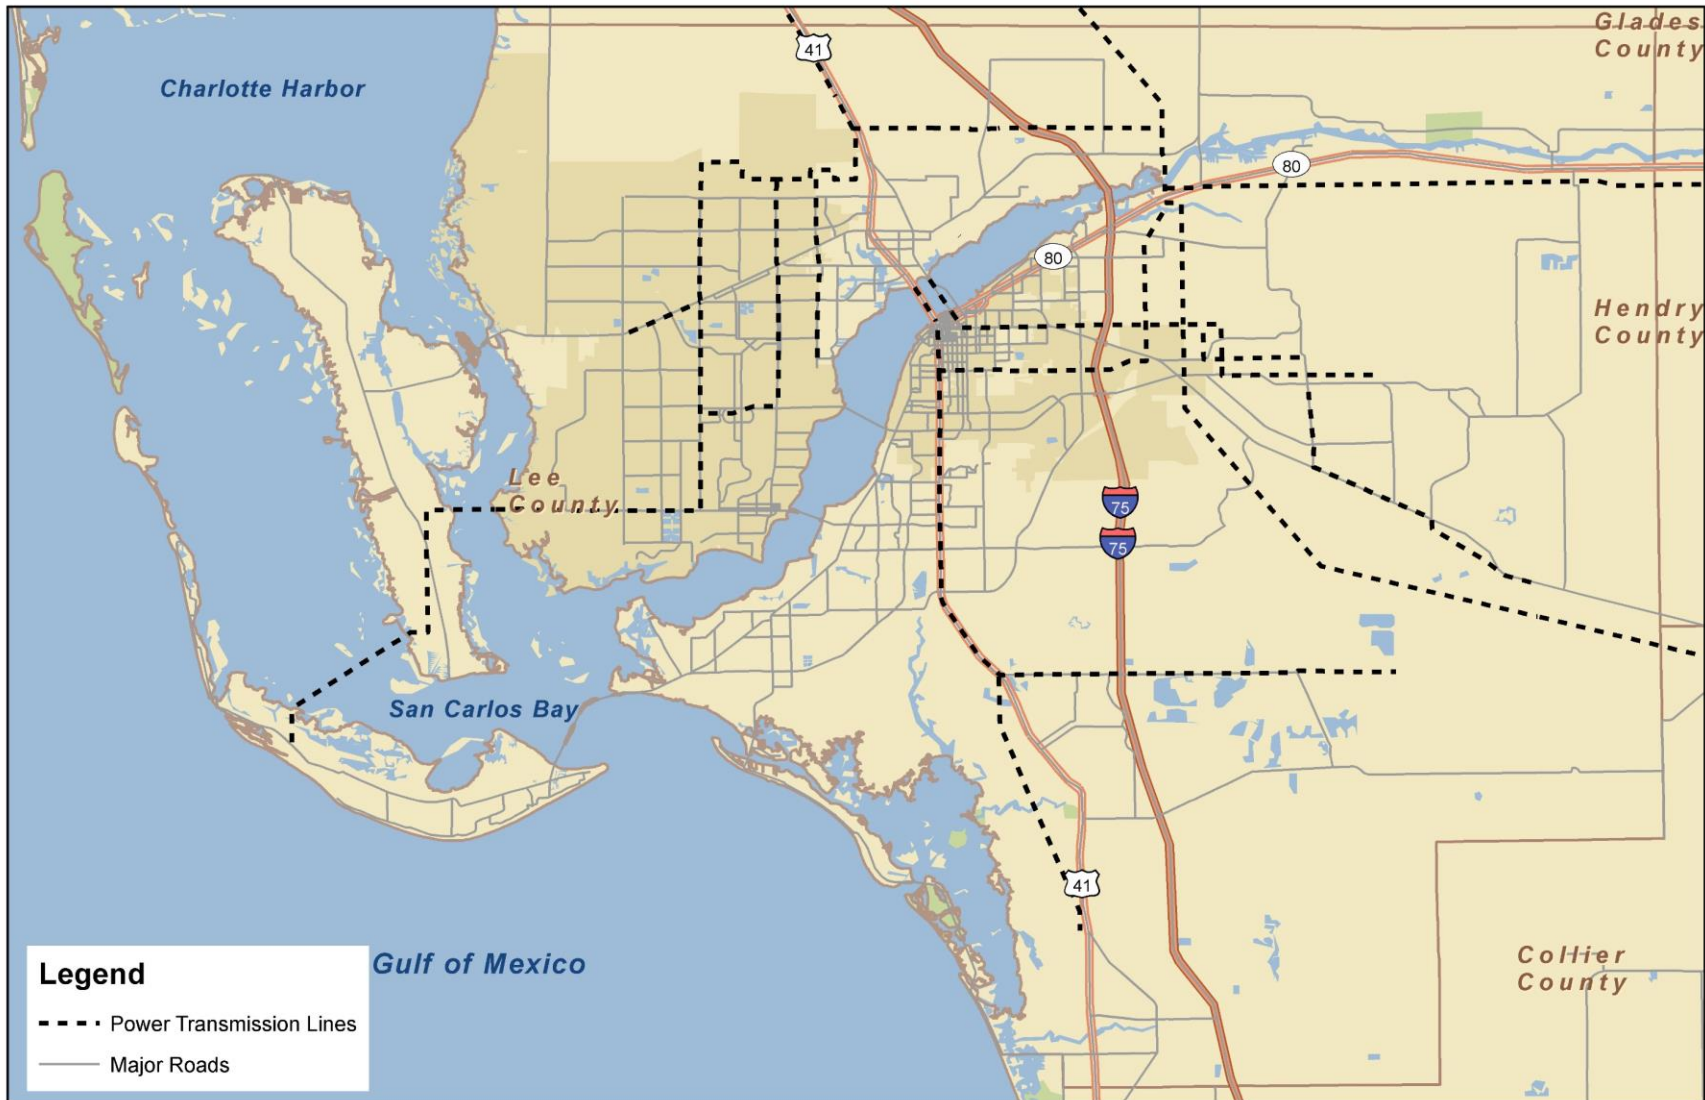 Glades
County
41
Charlotte Harbor
80
80
Hendry
County
Lee
County
75
75
San Carlos Bay
41
Collier
County
Gulf of Mexico
Legend
Power Transmission Lines
Major Roads